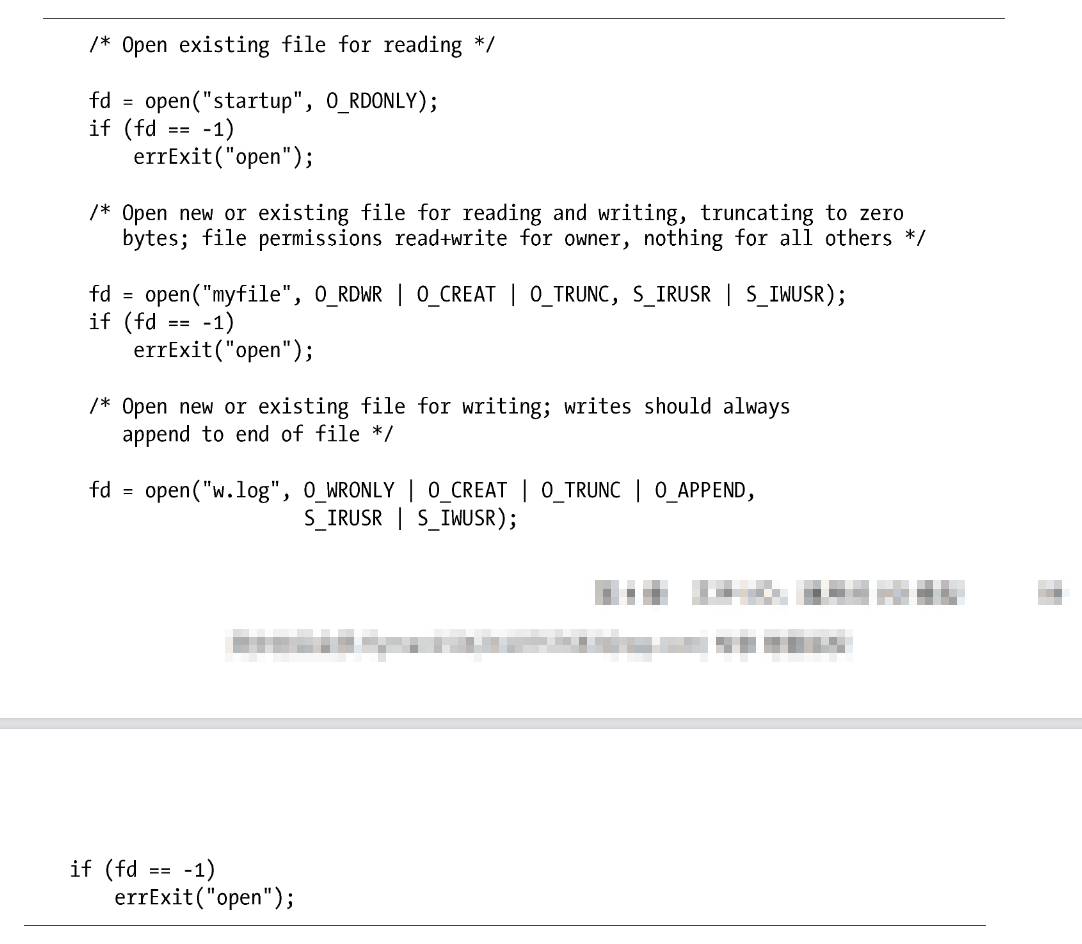 /* Open existing file for reading */
fd = open("startup", O_RDONLY);
if (fd == -1)
errExit("open");
/* Open new or existing file for reading and writing, truncating to zero
bytes; file permissions read+write for owner, nothing for all others */
fd = open("myfile", O_RDWR | O_CREAT | O_TRUNC, S_IRUSR | S_IWUSR);
if (fd == -1)
errExit("open");
/* Open new or existing file for writing; writes should always
append to end of file */
fd = open("w.log", O_WRONLY | O_CREAT | O_TRUNC | O_APPEND,
S_IRUSR | S_IWUSR);
if (fd == -1)
errExit("open");